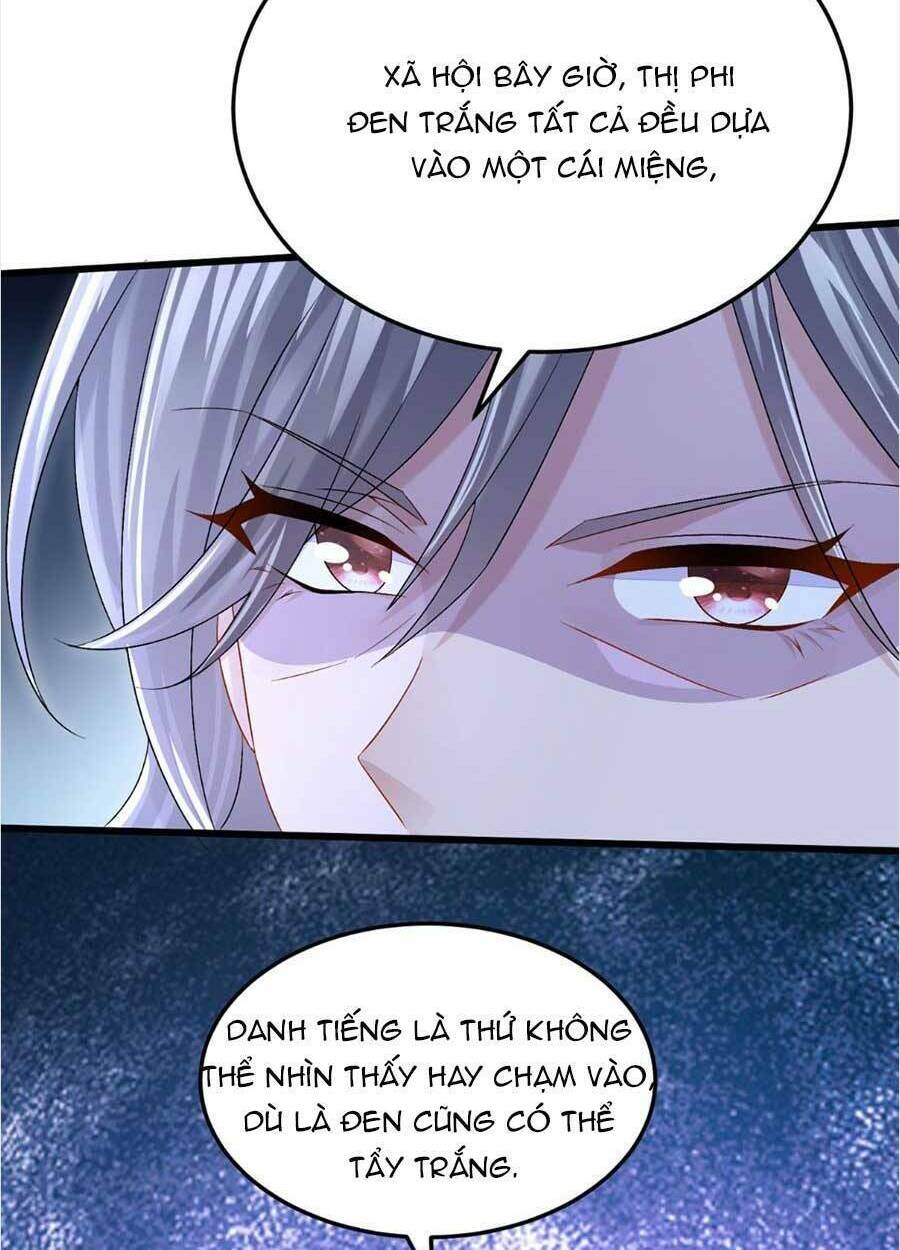 XÃ HỘI BÂY GIỜ, THỊ PHI
ĐEN TRẮNG TẤT CẢ ĐỀU DỰA
VÀO MỘT CÁI MIỆNG,
DANH TIẾNG LÀ THỨ KHÔNG
THỂ NHÌN THẤY HAY CHẠM VÀO,
DÙ LÀ ĐEN CŨNG CÓ THỂ
TẨY TRẮNG.